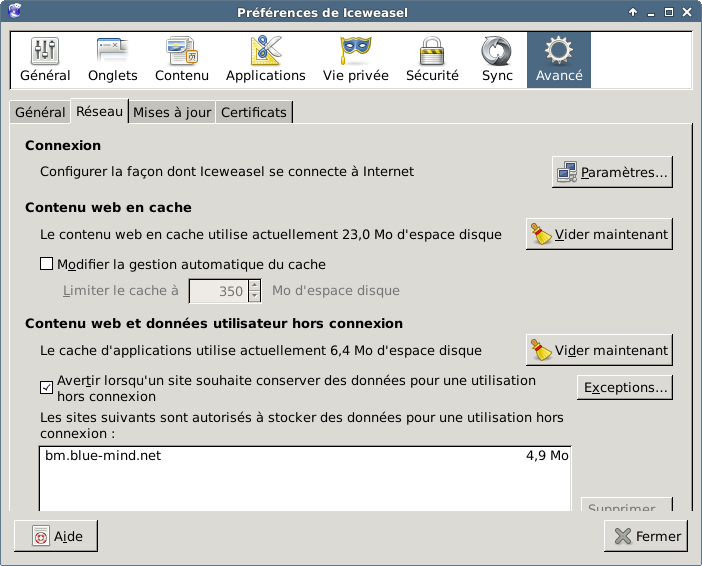 Préférences de Iceweasel
Général Onglets Contenu Applications Vie privée Sécurité Sync Avancé
Général Réseau Mises à jour Certificats
Connexion
Configurer la façon dont Iceweasel se connecte à Internet
Paramètres...
Contenu web en cache
Le contenu web en cache utilise actuellement 23,0 Mo d'espace disque
Vider maintenant
Modifier la gestion automatique du cache
Limiter le cache à 350 Mo d'espace disque
Contenu web et données utilisateur hors connexion
Le cache d'applications utilise actuellement 6,4 Mo d'espace disque
Vider maintenant
Avertir lorsqu'un site souhaite conserver des données pour une utilisation
hors connexion
Exceptions...
Les sites suivants sont autorisés à stocker des données pour une utilisation hors
connexion :
bm.blue-mind.net 4,9 Mo
Supprimer...
Aide
Fermer